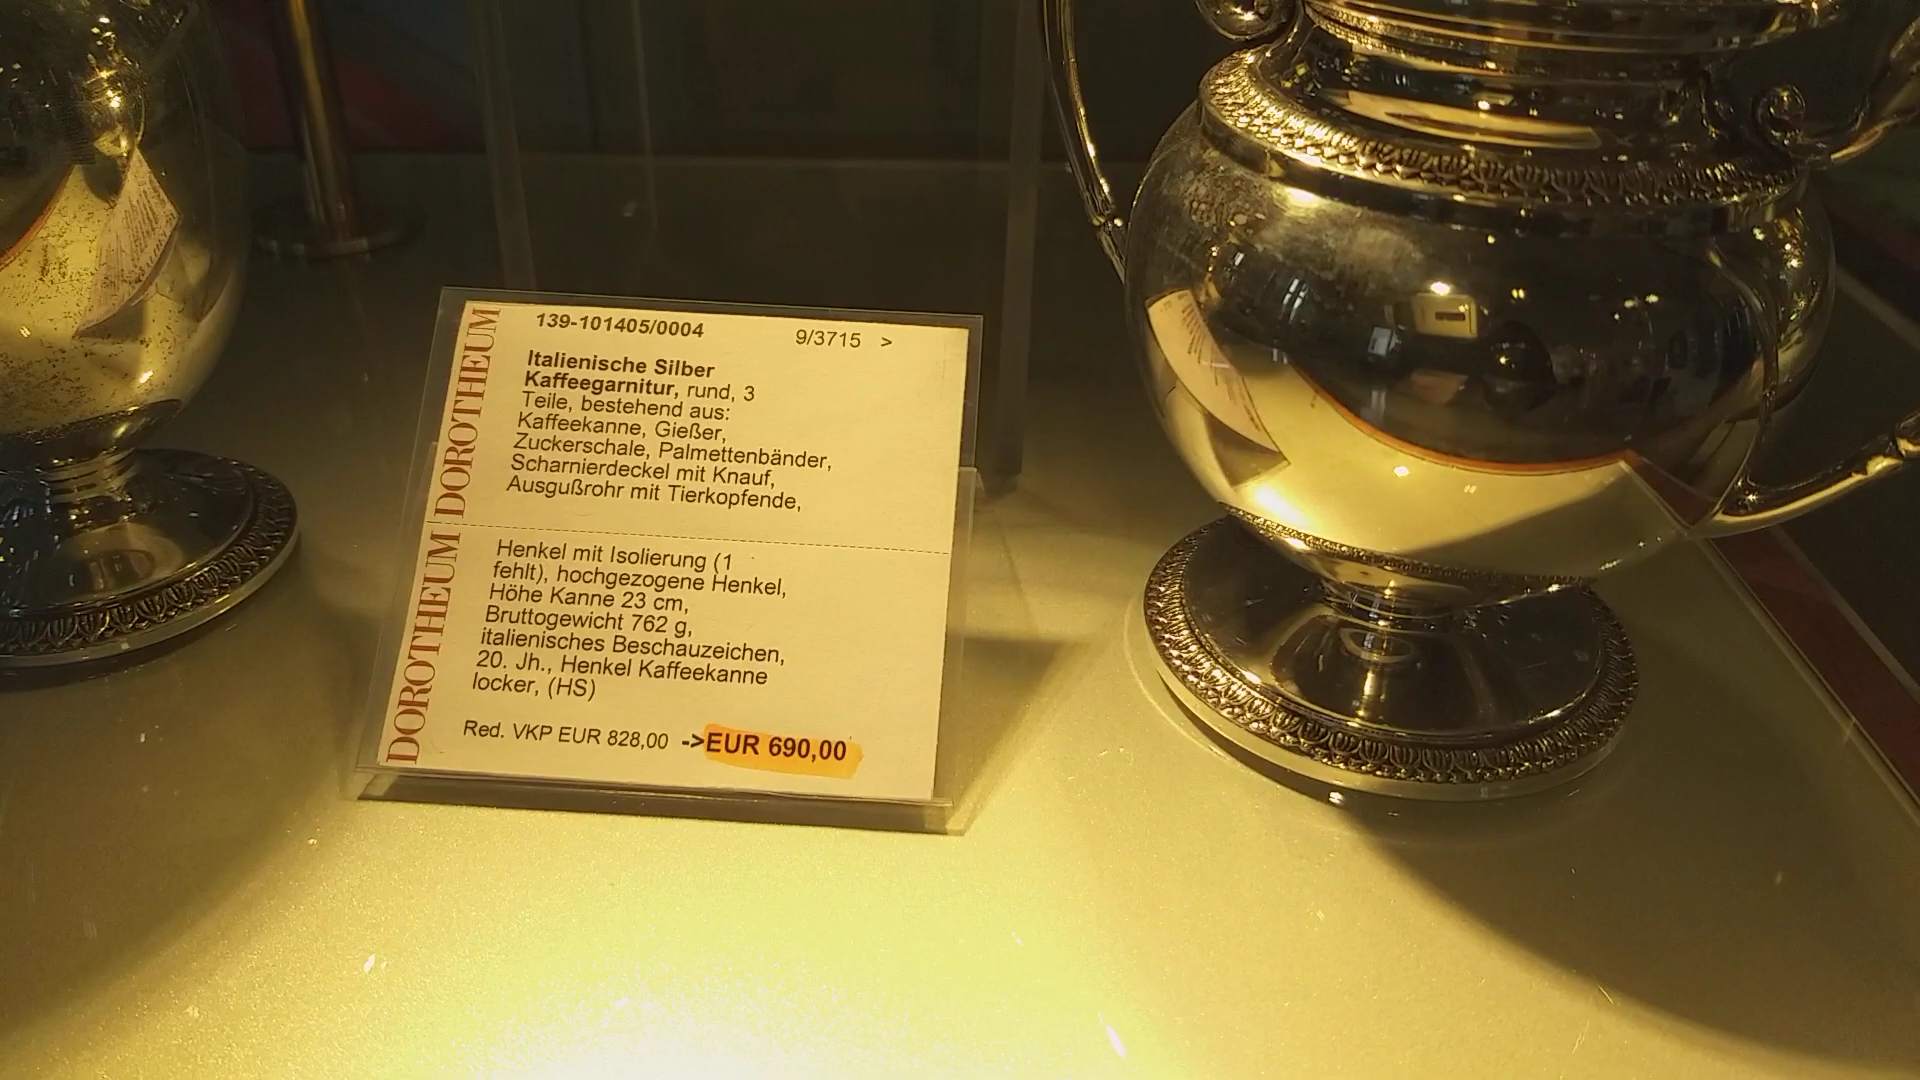 139-101405/0004 9/3715 >
Italienische Silber
Kaffeegarnitur, rund, 3
Teile, bestehend aus:
Kaffeekanne, Gießer,
Zuckerschale, Palmettenbänder,
Scharnierdeckel mit Knauf,
Ausgußrohr mit Tierkopfende,
DOROTHEUM
Henkel mit Isolierung (1
fehlt), hochgezogene Henkel,
Höhe Kanne 23 cm,
Bruttogewicht 762 g,
italienisches Beschauzeichen,
20. Jh., Henkel Kaffeekanne
locker, (HS)
Red. VKP EUR 828,00 ->EUR 690,00
DOROTHEUM